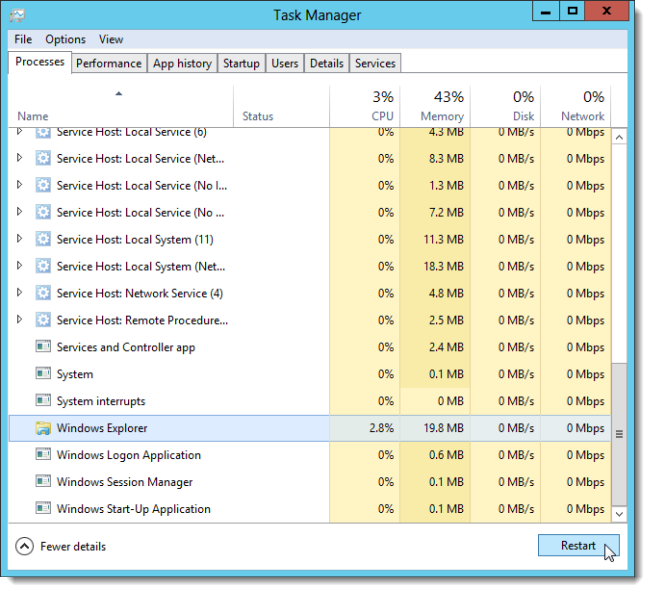 Task Manager
File Options View
Processes Performance App history Startup Users Details Services
3% 43% 0% 0%
Name Status CPU Memory Disk Network
Service Host: Local Service (6) 0% 4.3 MB 0 MB/s 0 Mbps
Service Host: Local Service (Net... 0% 8.3 MB 0 MB/s 0 Mbps
Service Host: Local Service (No I... 0% 1.3 MB 0 MB/s 0 Mbps
Service Host: Local Service (No ... 0% 7.2 MB 0 MB/s 0 Mbps
Service Host: Local System (11) 0% 11.3 MB 0 MB/s 0 Mbps
Service Host: Local System (Net... 0% 18.3 MB 0 MB/s 0 Mbps
Service Host: Network Service (4) 0% 4.8 MB 0 MB/s 0 Mbps
Service Host: Remote Procedure... 0% 2.5 MB 0 MB/s 0 Mbps
Services and Controller app 0% 2.4 MB 0 MB/s 0 Mbps
System 0% 0.1 MB 0 MB/s 0 Mbps
System interrupts 0% 0 MB 0 MB/s 0 Mbps
Windows Explorer 2.8% 19.8 MB 0 MB/s 0 Mbps
Windows Logon Application 0% 0.6 MB 0 MB/s 0 Mbps
Windows Session Manager 0% 0.1 MB 0 MB/s 0 Mbps
Windows Start-Up Application 0% 0.1 MB 0 MB/s 0 Mbps
Fewer details Restart